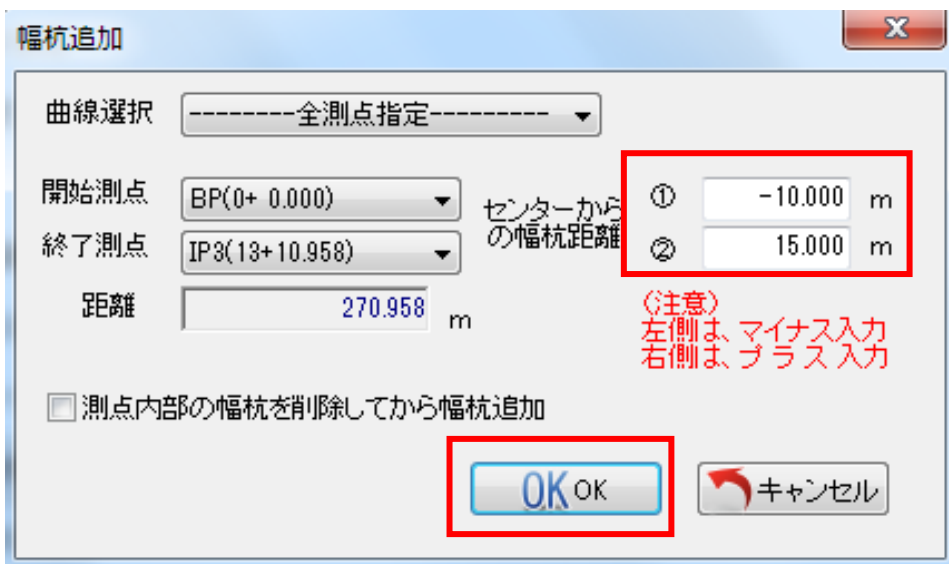 幅杭追加
曲線選択 --------全測点指定---------
開始測点 BP(0+ 0.000)
終了測点 IP3(13+10.958)
センターから
の幅杭距離
① -10.000 m
② 15.000 m
距離 270.958 m
(注意)
左側は、マイナス入力
右側は、プラス入力
測点内部の幅杭を削除してから幅杭追加
OK OK
キャンセル